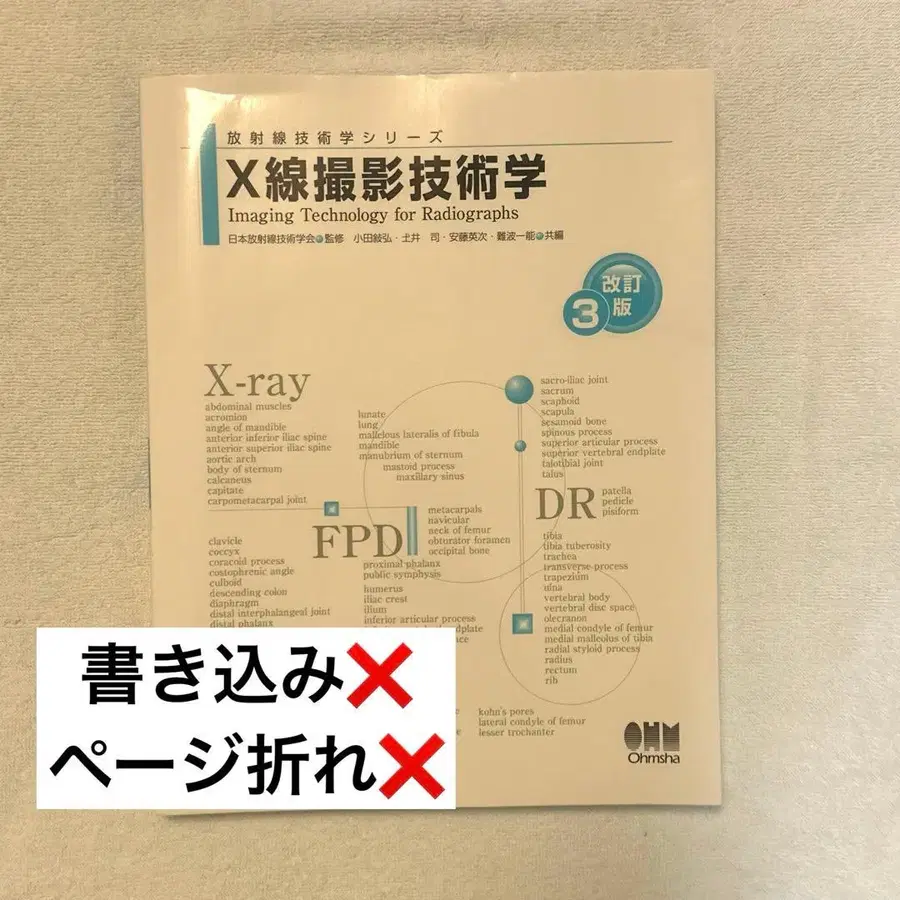 放射線技術学シリーズ
X線撮影技術学
Imaging Technology for Radiographs
日本放射線技術学会 監修 小田敍弘・土井 司・安藤英次・難波一能 共編
改訂
3
版
X-ray
abdominal muscles
acromion
angle of mandible
anterior inferior iliac spine
anterior superior iliac spine
aortic arch
body of sternum
calcaneus
capitate
carpometacarpal joint
lunate
lung
malleolus lateralis of fibula
mandible
manubrium of sternum
mastoid process
maxillary sinus
sacro-iliac joint
sacrum
scaphoid
scapula
sesamoid bone
spinous process
superior articular process
superior vertebral endplate
talotibial joint
talus
DR
patella
pedicle
pisiform
FPD
metacarpals
navicular
neck of femur
obturator foramen
occipital bone
clavicle
coccyx
coracoid process
costophrenic angle
culboid
descending colon
diaphragm
distal interphalangeal joint
distal phalanx
proximal phalanx
public symphysis
humerus
iliac crest
ilium
inferior articular process
tibia
tibia tuberosity
trachea
transverse process
trapezium
ulna
vertebral body
vertebral disc space
olecranon
medial condyle of femur
medial malleolus of tibia
radial styloid process
radius
rectum
rib
kohn's pores
lateral condyle of femur
lesser trochanter
OHM
Ohmsha
書き込み❌
ページ折れ❌